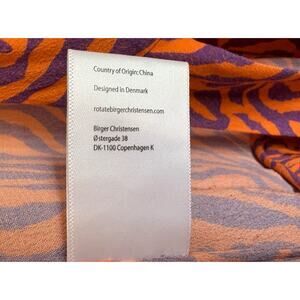 Country of Origin: China
Designed in Denmark
rotatebirgerchristensen.com
Birger Christensen
Østergade 38
DK-1100 Copenhagen K